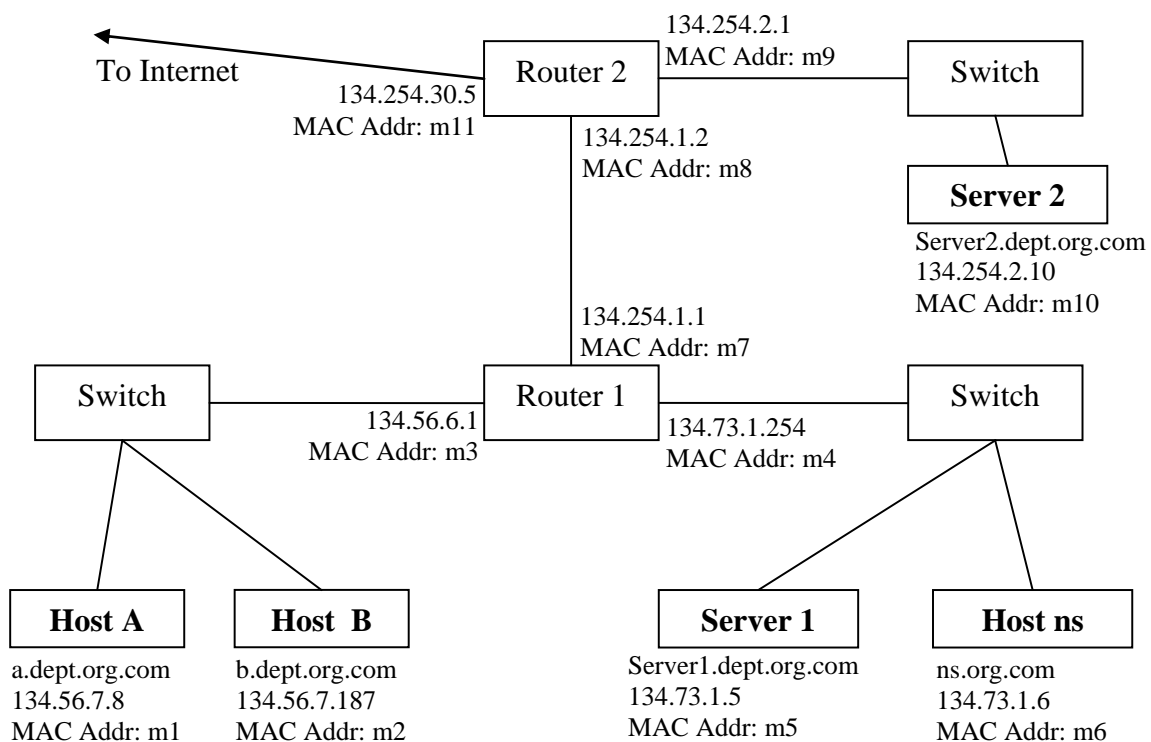 134.254.2.1
MAC Addr: m9
To Internet
Router 2
Switch
134.254.30.5
MAC Addr: m11
134.254.1.2
MAC Addr: m8
Server 2
Server2.dept.org.com
134.254.2.10
MAC Addr: m10
134.254.1.1
MAC Addr: m7
Switch
Router 1
Switch
134.56.6.1
MAC Addr: m3
134.73.1.254
MAC Addr: m4
Host A
a.dept.org.com
134.56.7.8
MAC Addr: m1
Host B
b.dept.org.com
134.56.7.187
MAC Addr: m2
Server 1
Server1.dept.org.com
134.73.1.5
MAC Addr: m5
Host ns
ns.org.com
134.73.1.6
MAC Addr: m6